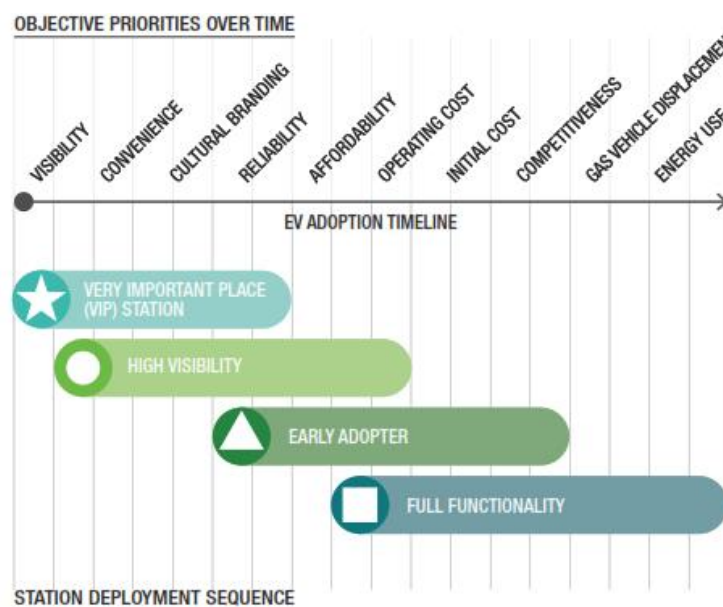 OBJECTIVE PRIORITIES OVER TIME
VISIBILITY
CONVENIENCE
CULTURAL BRANDING
RELIABILITY
AFFORDABILITY
OPERATING COST
INITIAL COST
COMPETITIVENESS
GAS VEHICLE DISPLACEMENT
ENERGY USE
EV ADOPTION TIMELINE
VERY IMPORTANT PLACE
(VIP) STATION
HIGH VISIBILITY
EARLY ADOPTER
FULL FUNCTIONALITY
STATION DEPLOYMENT SEQUENCE